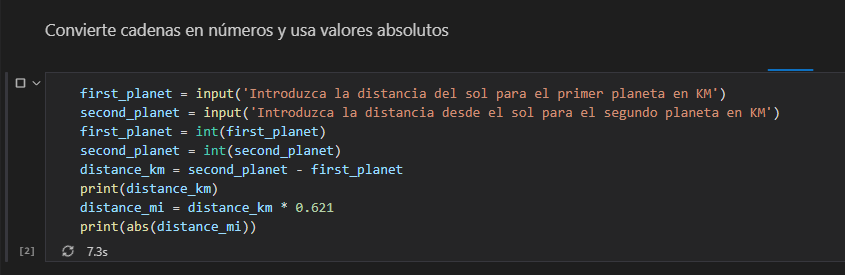 Convierte cadenas en números y usa valores absolutos
first_planet = input('Introduzca la distancia del sol para el primer planeta en KM')
second_planet = input('Introduzca la distancia desde el sol para el segundo planeta en KM')
first_planet = int(first_planet)
second_planet = int(second_planet)
distance_km = second_planet - first_planet
print(distance_km)
distance_mi = distance_km * 0.621
print(abs(distance_mi))
[2] 7.3s